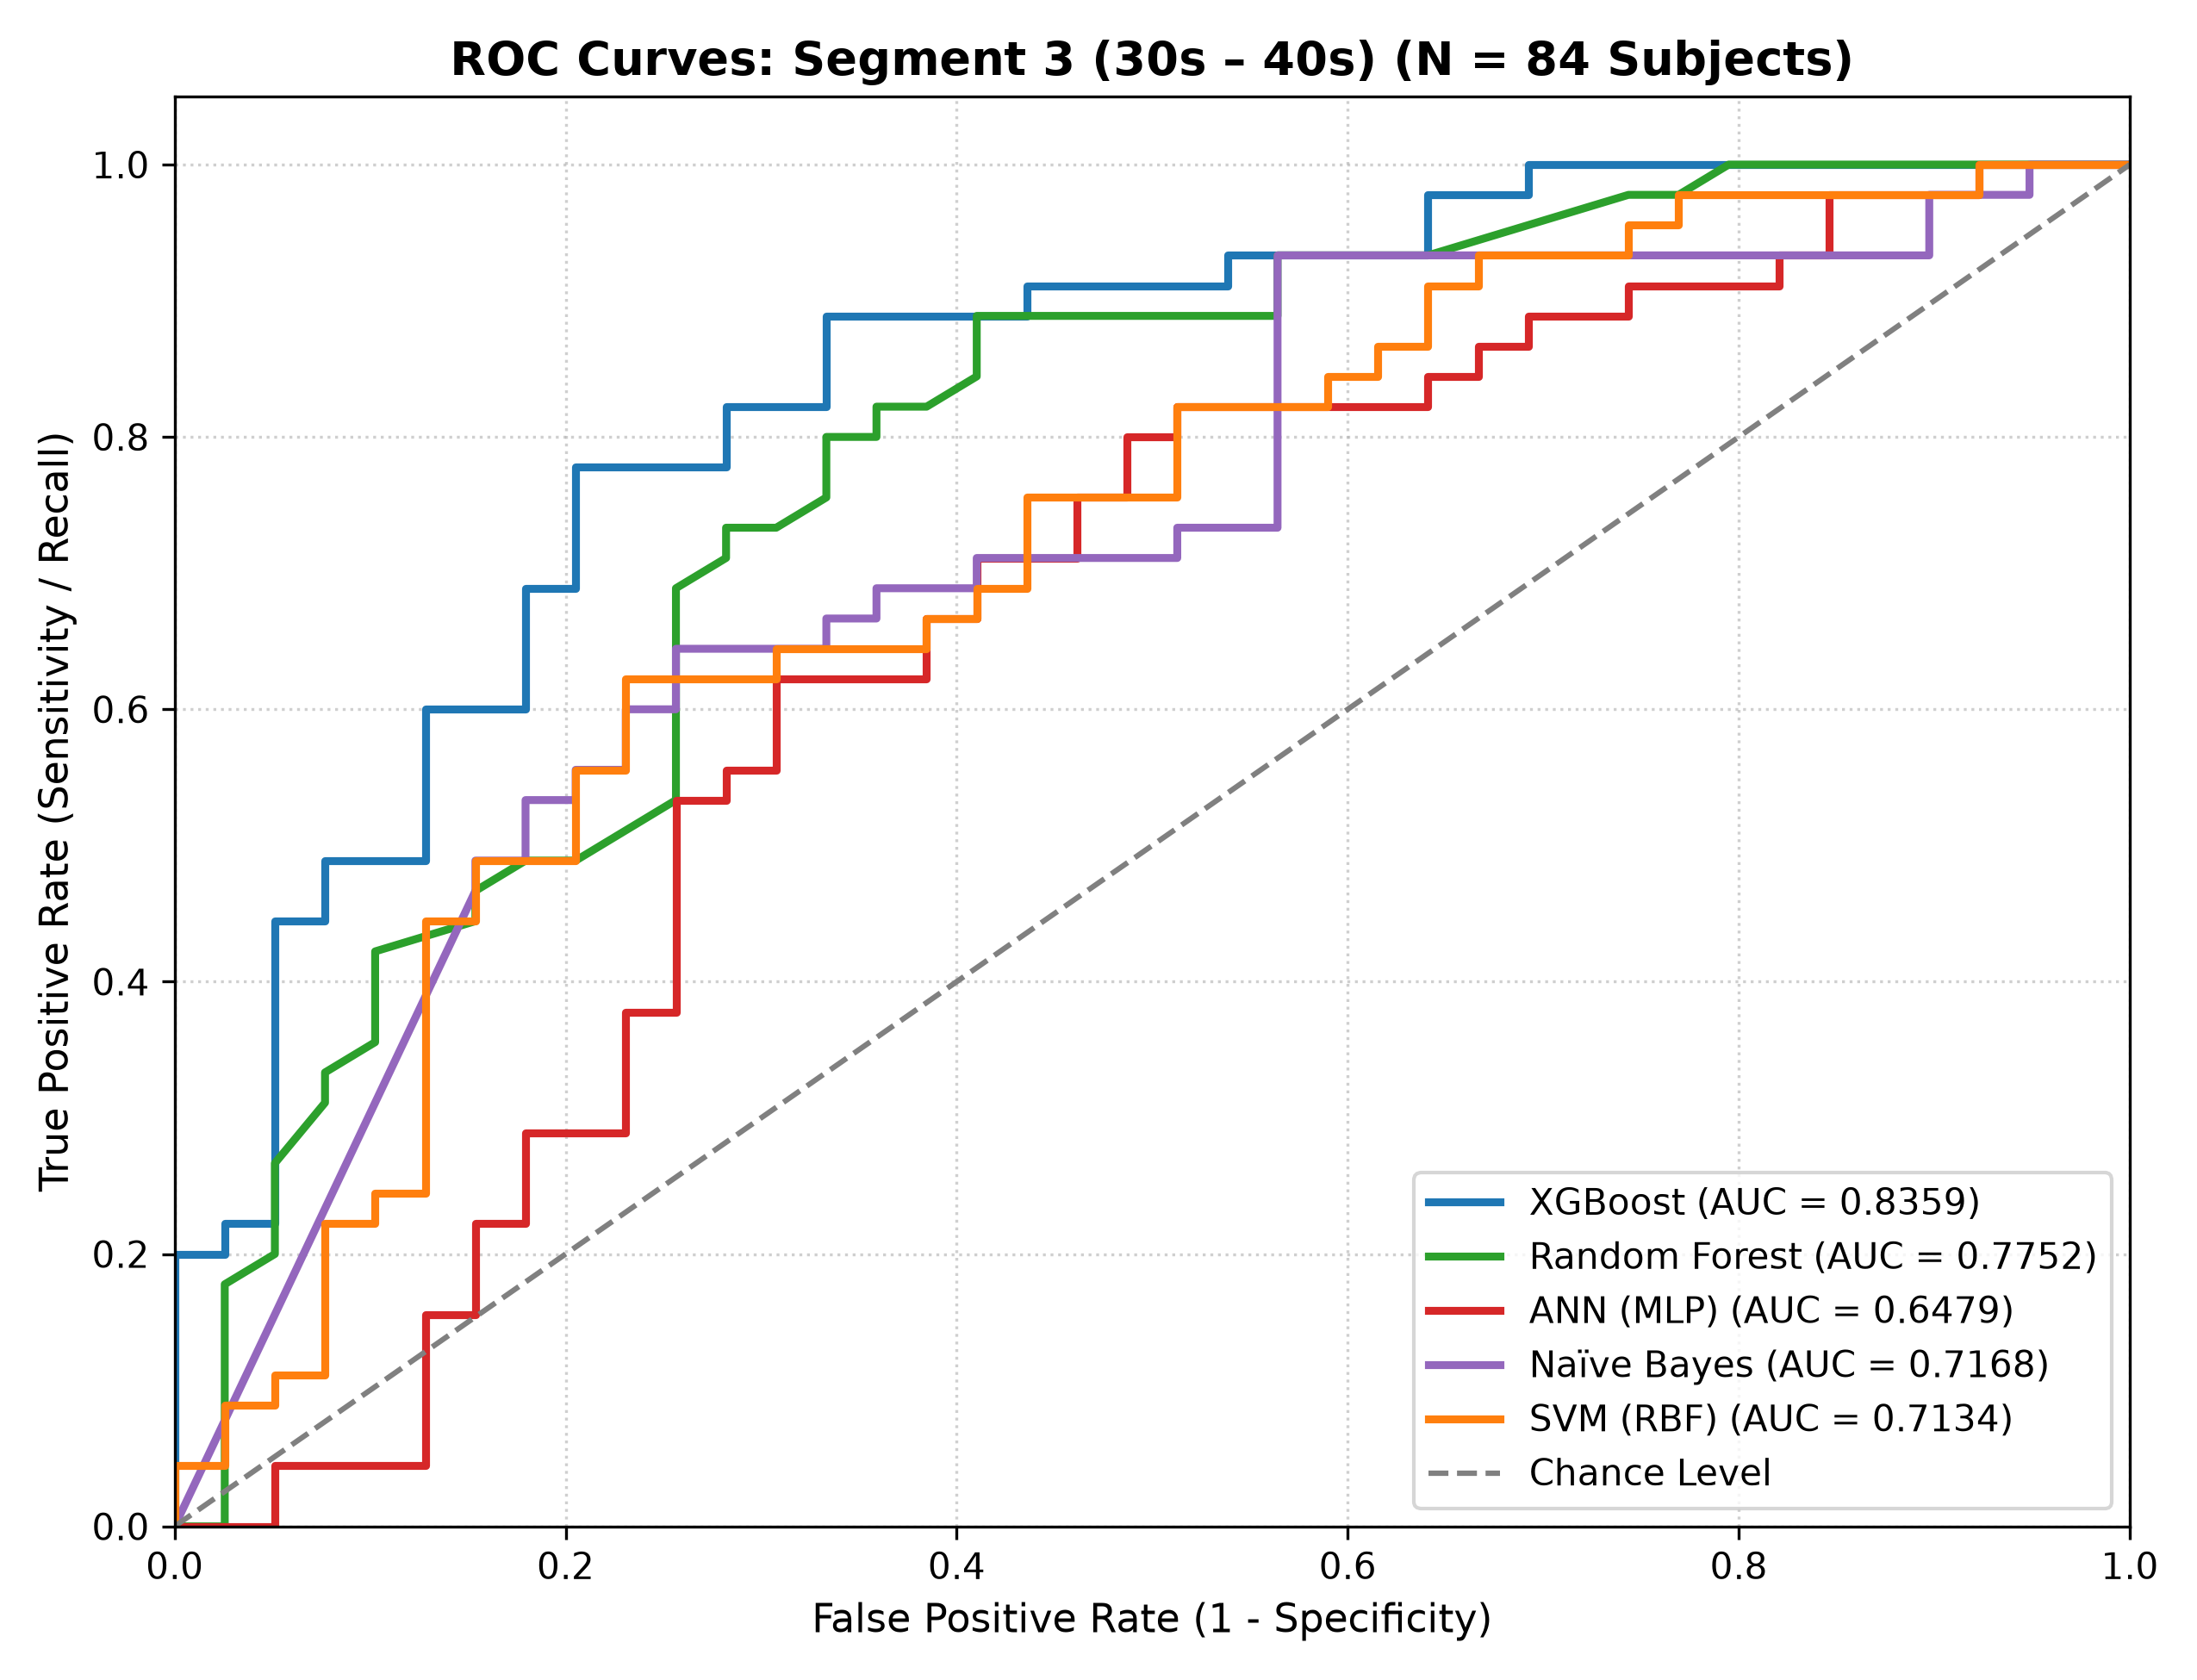 ROC Curves: Segment 3 (30s – 40s) (N = 84 Subjects)
True Positive Rate (Sensitivity / Recall)
1.0
0.8
0.6
0.4
0.2
0.0
XGBoost (AUC = 0.8359)
Random Forest (AUC = 0.7752)
ANN (MLP) (AUC = 0.6479)
Naïve Bayes (AUC = 0.7168)
SVM (RBF) (AUC = 0.7134)
Chance Level
0.0 0.2 0.4 0.6 0.8 1.0
False Positive Rate (1 - Specificity)